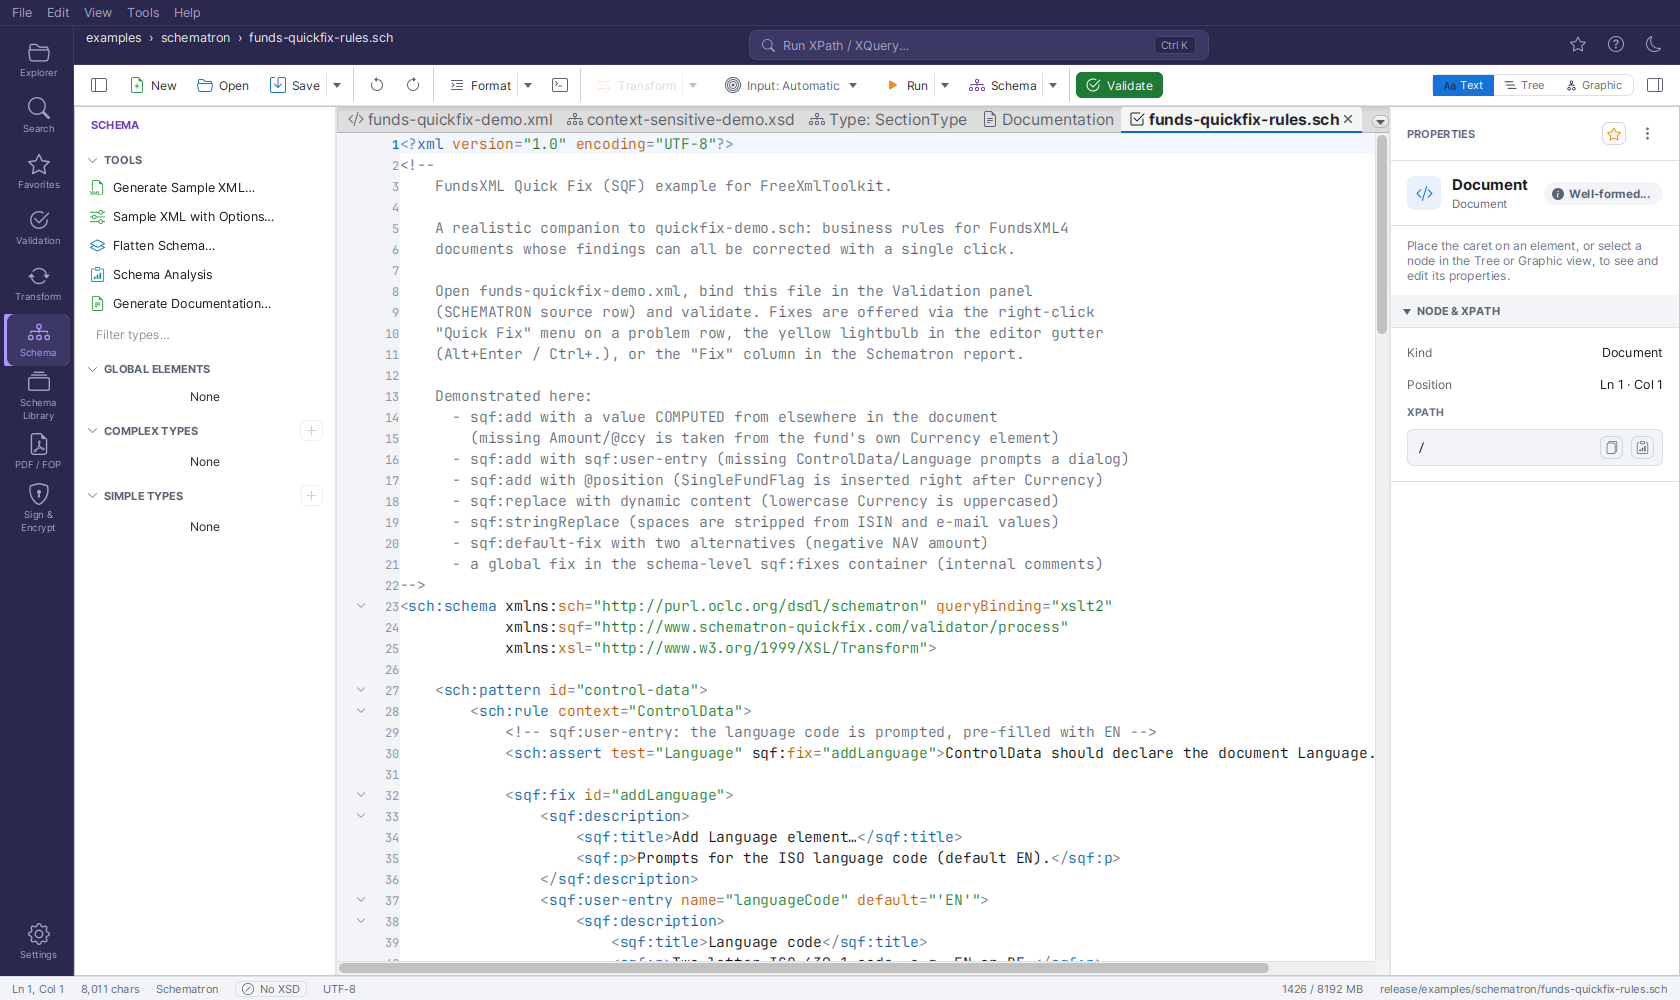 File Edit View Tools Help
examples › schematron › funds-quickfix-rules.sch
Run XPath / XQuery... Ctrl K
New Open Save Format Transform Input: Automatic Run Schema Validate Aa Text Tree Graphic
Explorer
Search
Favorites
Validation
Transform
Schema
Schema
Library
PDF / FOP
Sign &
Encrypt
Settings
SCHEMA
TOOLS
Generate Sample XML...
Sample XML with Options...
Flatten Schema...
Schema Analysis
Generate Documentation...
Filter types...
GLOBAL ELEMENTS
None
COMPLEX TYPES
None
SIMPLE TYPES
None
funds-quickfix-demo.xml context-sensitive-demo.xsd Type: SectionType Documentation funds-quickfix-rules.sch
1<?xml version="1.0" encoding="UTF-8"?>
2<!--
3    FundsXML Quick Fix (SQF) example for FreeXmlToolkit.
4
5    A realistic companion to quickfix-demo.sch: business rules for FundsXML4
6    documents whose findings can all be corrected with a single click.
7
8    Open funds-quickfix-demo.xml, bind this file in the Validation panel
9    (SCHEMATRON source row) and validate. Fixes are offered via the right-click
10    "Quick Fix" menu on a problem row, the yellow lightbulb in the editor gutter
11    (Alt+Enter / Ctrl+.), or the "Fix" column in the Schematron report.
12
13    Demonstrated here:
14      - sqf:add with a value COMPUTED from elsewhere in the document
15        (missing Amount/@ccy is taken from the fund's own Currency element)
16      - sqf:add with sqf:user-entry (missing ControlData/Language prompts a dialog)
17      - sqf:add with @position (SingleFundFlag is inserted right after Currency)
18      - sqf:replace with dynamic content (lowercase Currency is uppercased)
19      - sqf:stringReplace (spaces are stripped from ISIN and e-mail values)
20      - sqf:default-fix with two alternatives (negative NAV amount)
21      - a global fix in the schema-level sqf:fixes container (internal comments)
22-->
23<sch:schema xmlns:sch="http://purl.oclc.org/dsdl/schematron" queryBinding="xslt2"
24            xmlns:sqf="http://www.schematron-quickfix.com/validator/process"
25            xmlns:xsl="http://www.w3.org/1999/XSL/Transform">
26
27    <sch:pattern id="control-data">
28        <sch:rule context="ControlData">
29            <!-- sqf:user-entry: the language code is prompted, pre-filled with EN -->
30            <sch:assert test="Language" sqf:fix="addLanguage">ControlData should declare the document Language.
31
32            <sqf:fix id="addLanguage">
33                <sqf:description>
34                    <sqf:title>Add Language element…</sqf:title>
35                    <sqf:p>Prompts for the ISO language code (default EN).</sqf:p>
36                </sqf:description>
37                <sqf:user-entry name="languageCode" default="'EN'">
38                    <sqf:description>
39                        <sqf:title>Language code</sqf:title>
PROPERTIES
Document
Document
Well-formed...
Place the caret on an element, or select a
node in the Tree or Graphic view, to see and
edit its properties.
NODE & XPATH
Kind Document
Position Ln 1 · Col 1
XPATH
/
Ln 1, Col 1 8,011 chars Schematron No XSD UTF-8 1426 / 8192 MB release/examples/schematron/funds-quickfix-rules.sch